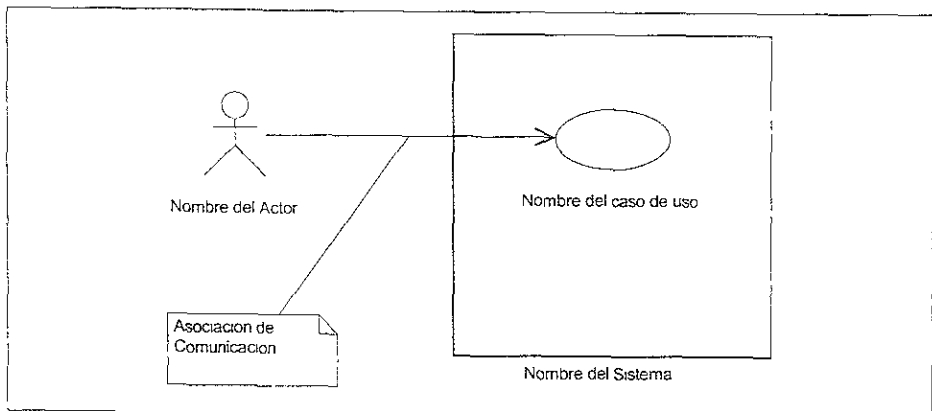 Nombre del Actor
Nombre del caso de uso
Asociacion de
Comunicacion
Nombre del Sistema